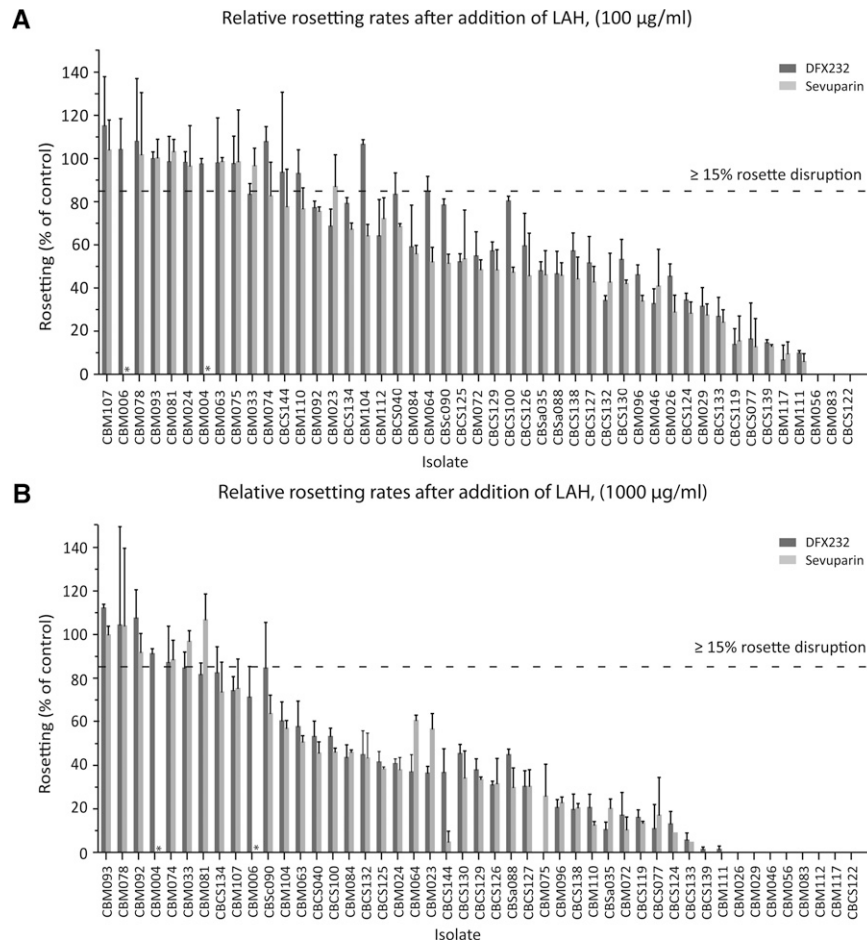 A
Relative rosetting rates after addition of LAH, (100 µg/ml)
DFX232
Sevuparin
≥ 15% rosette disruption
Rosetting (% of control)
140
120
100
80
60
40
20
0
*
*
CBM107
CBM006
CBM078
CBM093
CBM081
CBM024
CBM004
CBM063
CBM075
CBM033
CBM074
CBCS144
CBM110
CBM092
CBM023
CBCS134
CBM104
CBM112
CBCS040
CBM084
CBM064
CBSc090
CBCS125
CBM072
CBCS129
CBCS100
CBCS126
CBSa035
CBSa088
CBCS138
CBCS127
CBCS132
CBCS130
CBM096
CBM046
CBM026
CBCS124
CBM029
CBCS133
CBCS119
CBCS077
CBCS139
CBM117
CBM111
CBM056
CBM083
CBCS122
Isolate
B
Relative rosetting rates after addition of LAH, (1000 µg/ml)
DFX232
Sevuparin
≥ 15% rosette disruption
Rosetting (% of control)
140
120
100
80
60
40
20
0
*
*
CBM093
CBM078
CBM092
CBM004
CBM074
CBM033
CBM081
CBCS134
CBM107
CBM006
CBSc090
CBM104
CBM063
CBCS040
CBCS100
CBM084
CBCS132
CBCS125
CBM024
CBM064
CBM023
CBCS144
CBCS130
CBCS129
CBCS126
CBSa088
CBCS127
CBM075
CBM096
CBCS138
CBM110
CBSa035
CBM072
CBCS119
CBCS077
CBCS124
CBCS133
CBCS139
CBM111
CBM026
CBM029
CBM046
CBM056
CBM083
CBM112
CBM117
CBCS122
Isolate